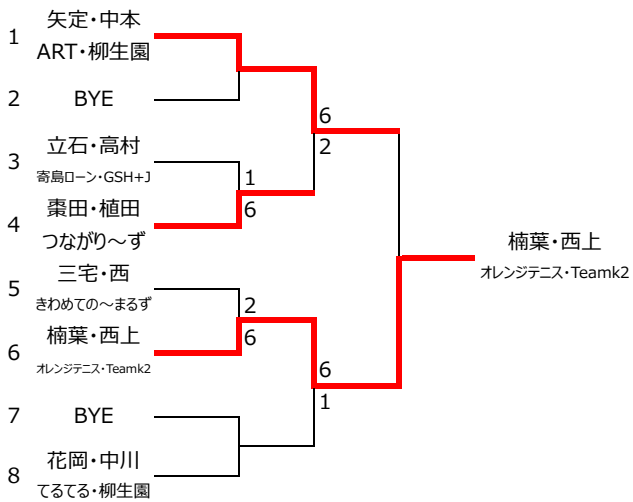 1
矢定・中本
ART・柳生園
2
BYE
3
立石・高村
寄島ローン・GSH+J
4
棗田・植田
つながり～ず
5
三宅・西
きわめての～まるず
6
楠葉・西上
オレンジテニス・Teamk2
7
BYE
8
花岡・中川
てるてる・柳生園
1
6
2
6
6
2
6
1
楠葉・西上
オレンジテニス・Teamk2